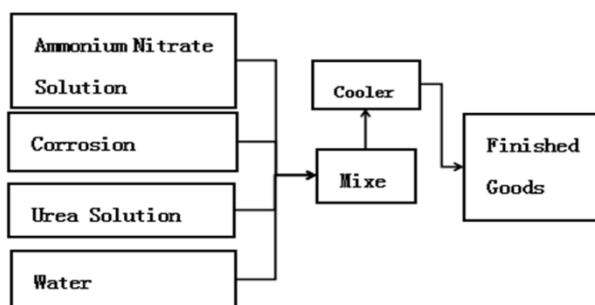 Ammonium Nitrate
Solution
Corrosion
Urea Solution
Water
Mixe
Cooler
Finished
Goods